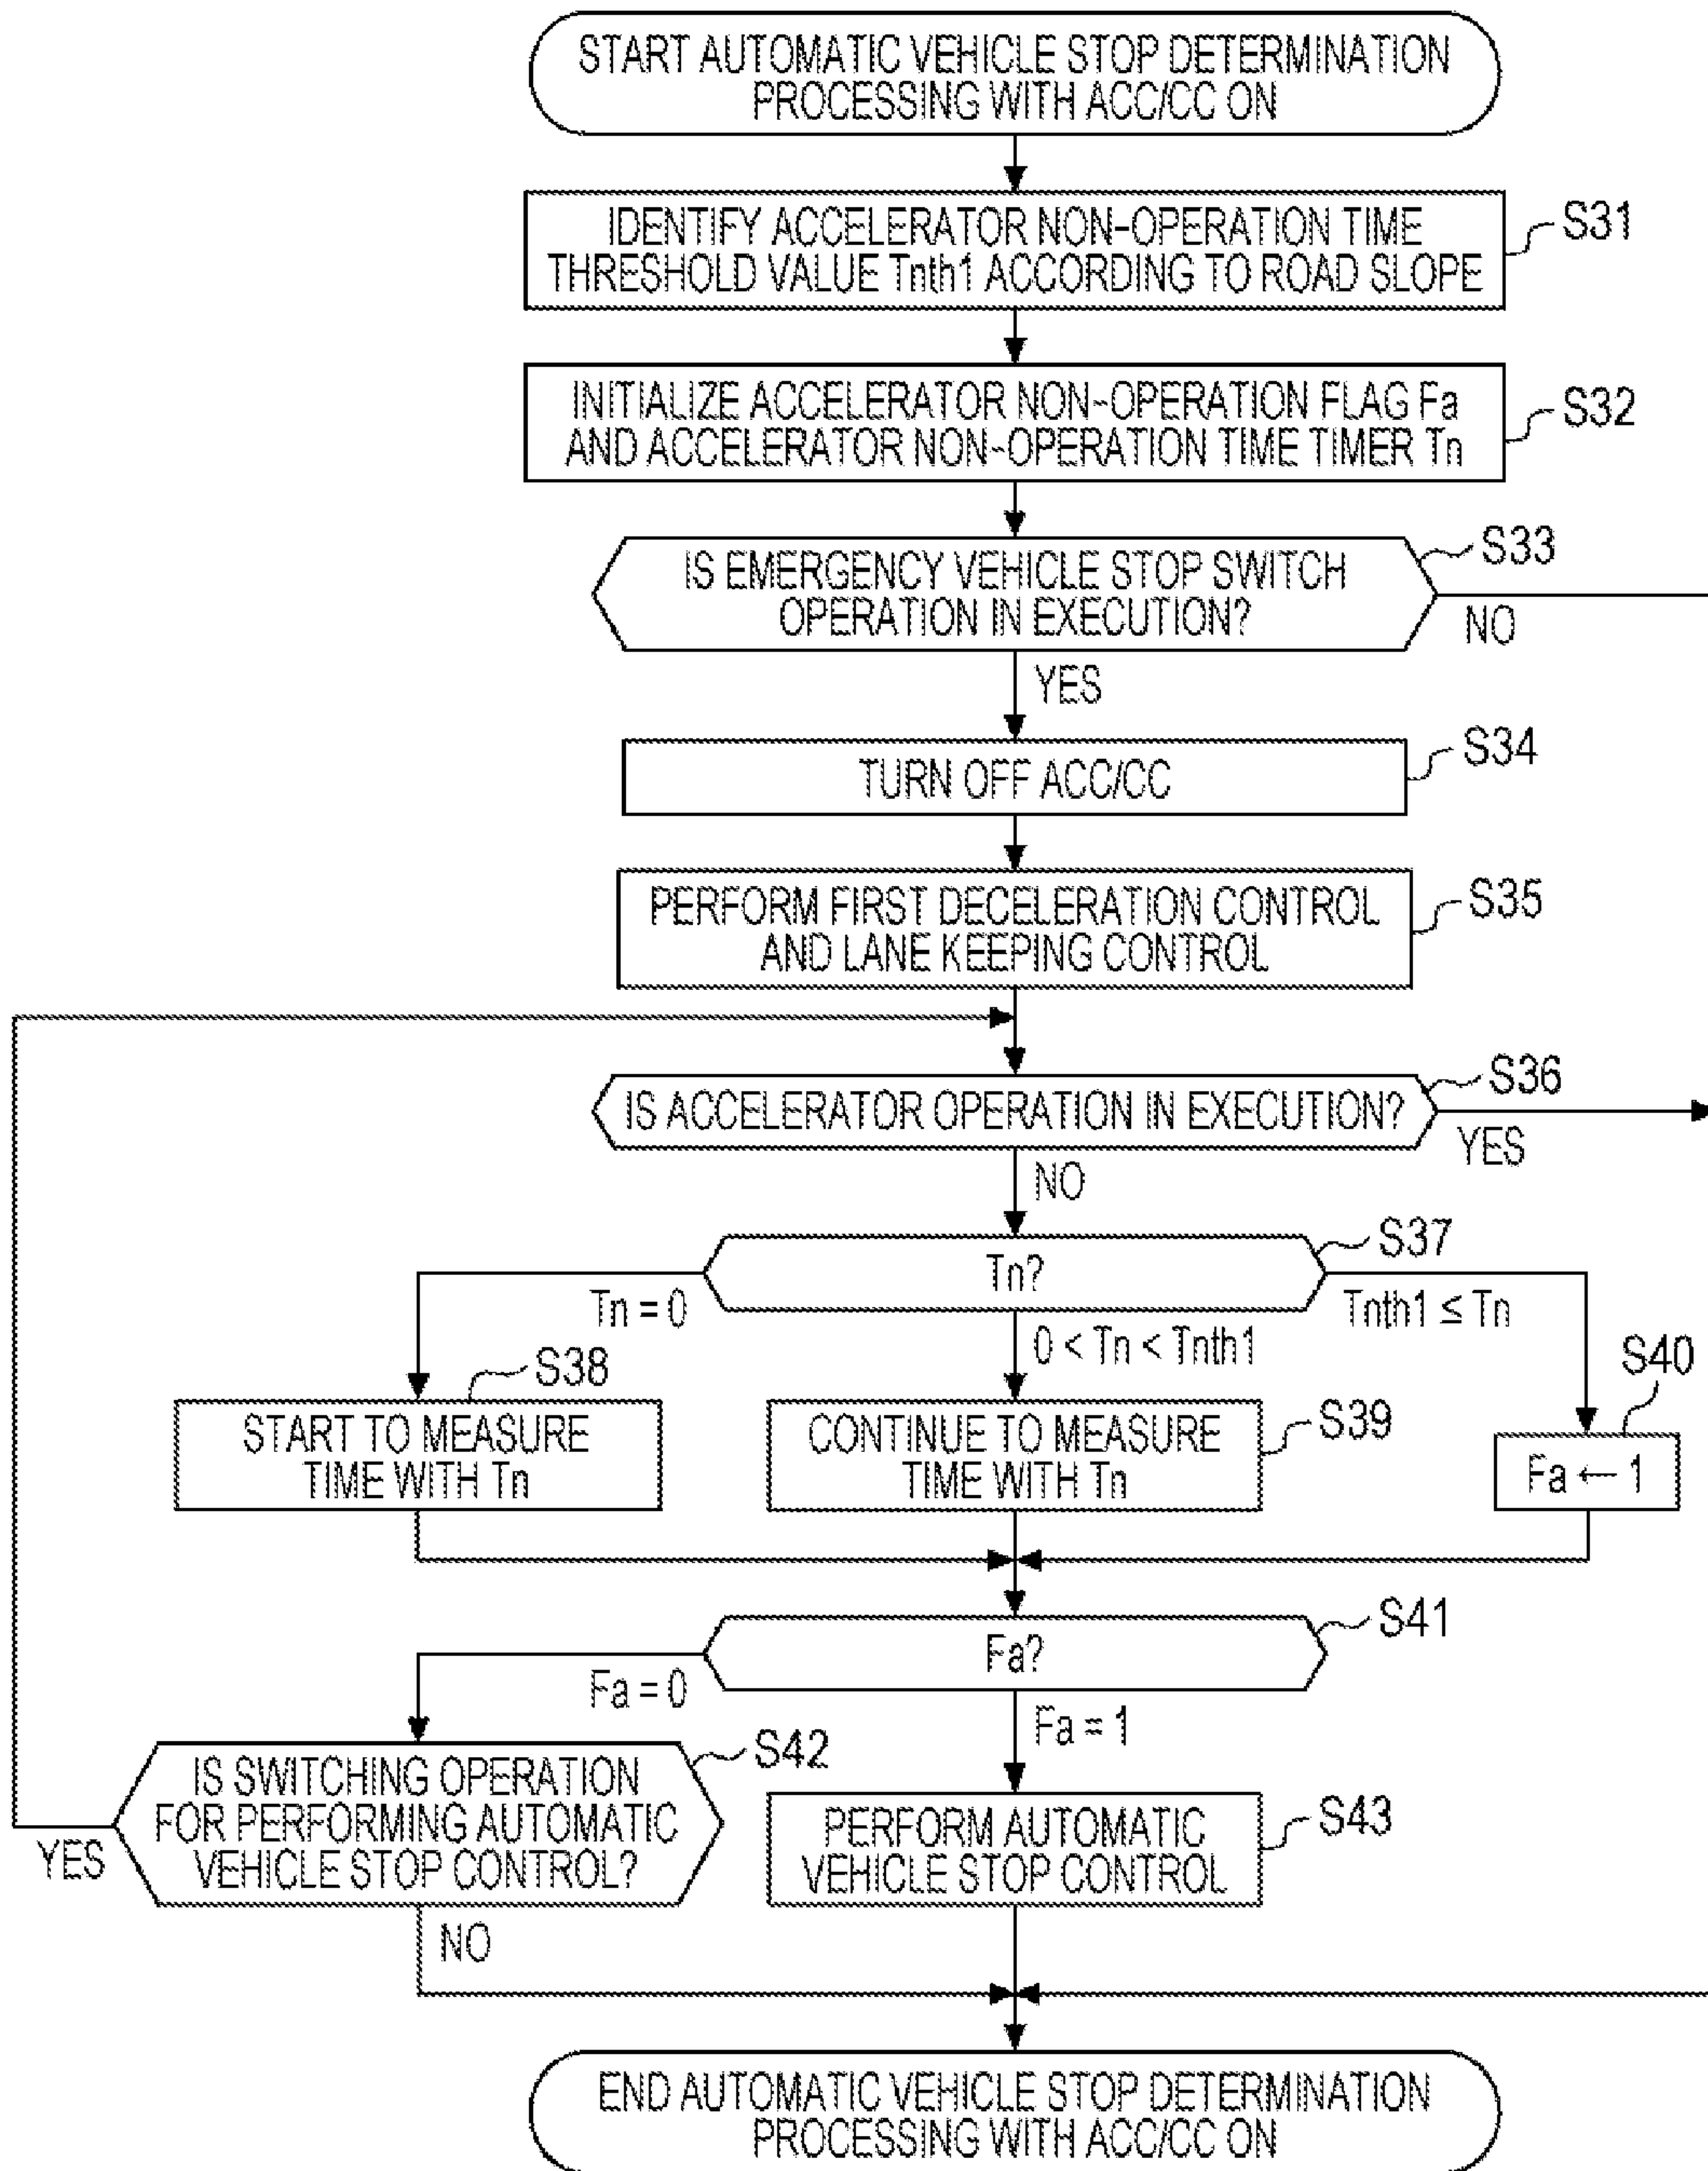 START AUTOMATIC VEHICLE STOP DETERMINATION
PROCESSING WITH ACC/CC ON
IDENTIFY ACCELERATOR NON-OPERATION TIME
THRESHOLD VALUE Tnth1 ACCORDING TO ROAD SLOPE
S31
INITIALIZE ACCELERATOR NON-OPERATION FLAG Fa
AND ACCELERATOR NON-OPERATION TIME TIMER Tn
S32
IS EMERGENCY VEHICLE STOP SWITCH
OPERATION IN EXECUTION?
S33
NO
YES
TURN OFF ACC/CC
S34
PERFORM FIRST DECELERATION CONTROL
AND LANE KEEPING CONTROL
S35
IS ACCELERATOR OPERATION IN EXECUTION?
S36
YES
NO
Tn?
S37
Tn = 0
0 < Tn < Tnth1
Tnth1 ≤ Tn
S38
START TO MEASURE
TIME WITH Tn
CONTINUE TO MEASURE
TIME WITH Tn
S39
S40
Fa ← 1
Fa?
S41
Fa = 0
Fa = 1
IS SWITCHING OPERATION
FOR PERFORMING AUTOMATIC
VEHICLE STOP CONTROL?
S42
YES
NO
PERFORM AUTOMATIC
VEHICLE STOP CONTROL
S43
END AUTOMATIC VEHICLE STOP DETERMINATION
PROCESSING WITH ACC/CC ON